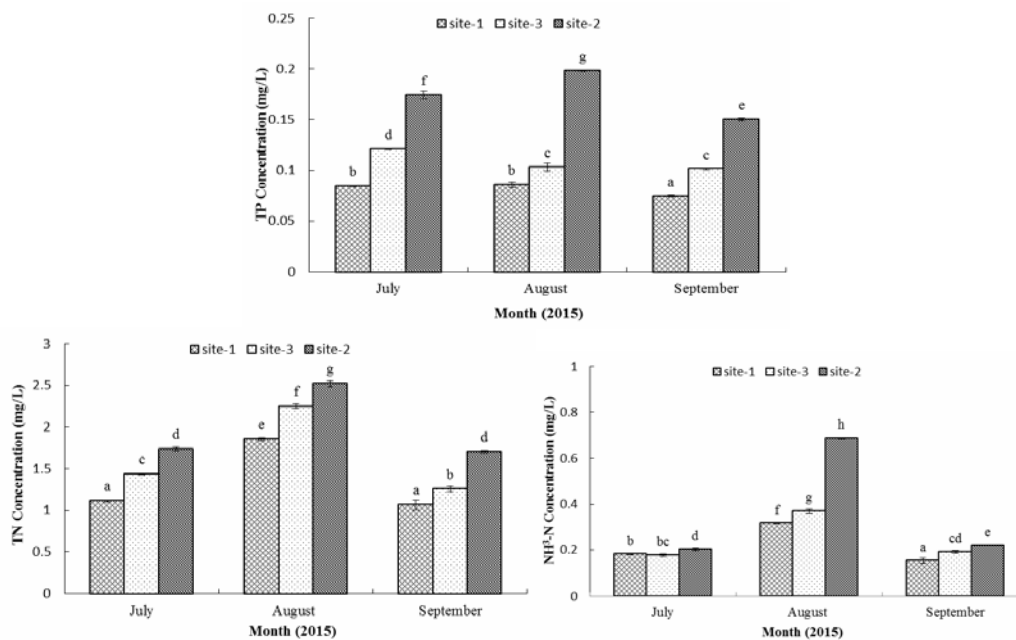 site-1 site-3 site-2
0.25
0.2
0.15
0.1
0.05
0
TP Concentration (mg/L)
b d f
b c g
a c e
July August September
Month (2015)
site-1 site-3 site-2
3
2.5
2
1.5
1
0.5
0
TN Concentration (mg/L)
a c d
e f g
a b d
July August September
Month (2015)
site-1 site-3 site-2
1
0.8
0.6
0.4
0.2
0
NH³-N Concentration (mg/L)
b bc d
f g h
a cd e
July August September
Month (2015)